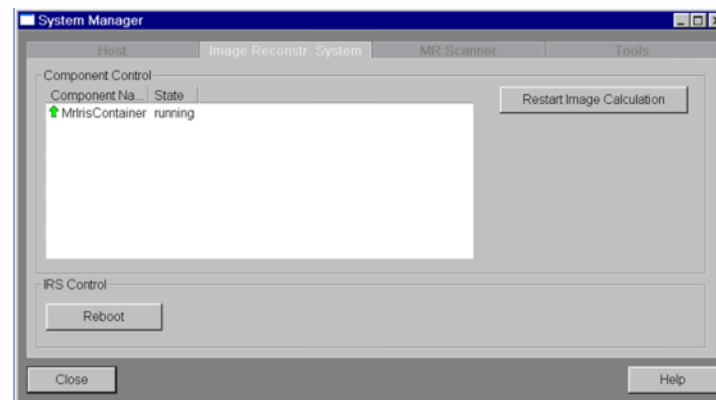 System Manager
Host Image Reconstr. System MR Scanner Tools
Component Control
Component Na... State
MrIrisContainer running
Restart Image Calculation
IRS Control
Reboot
Close Help